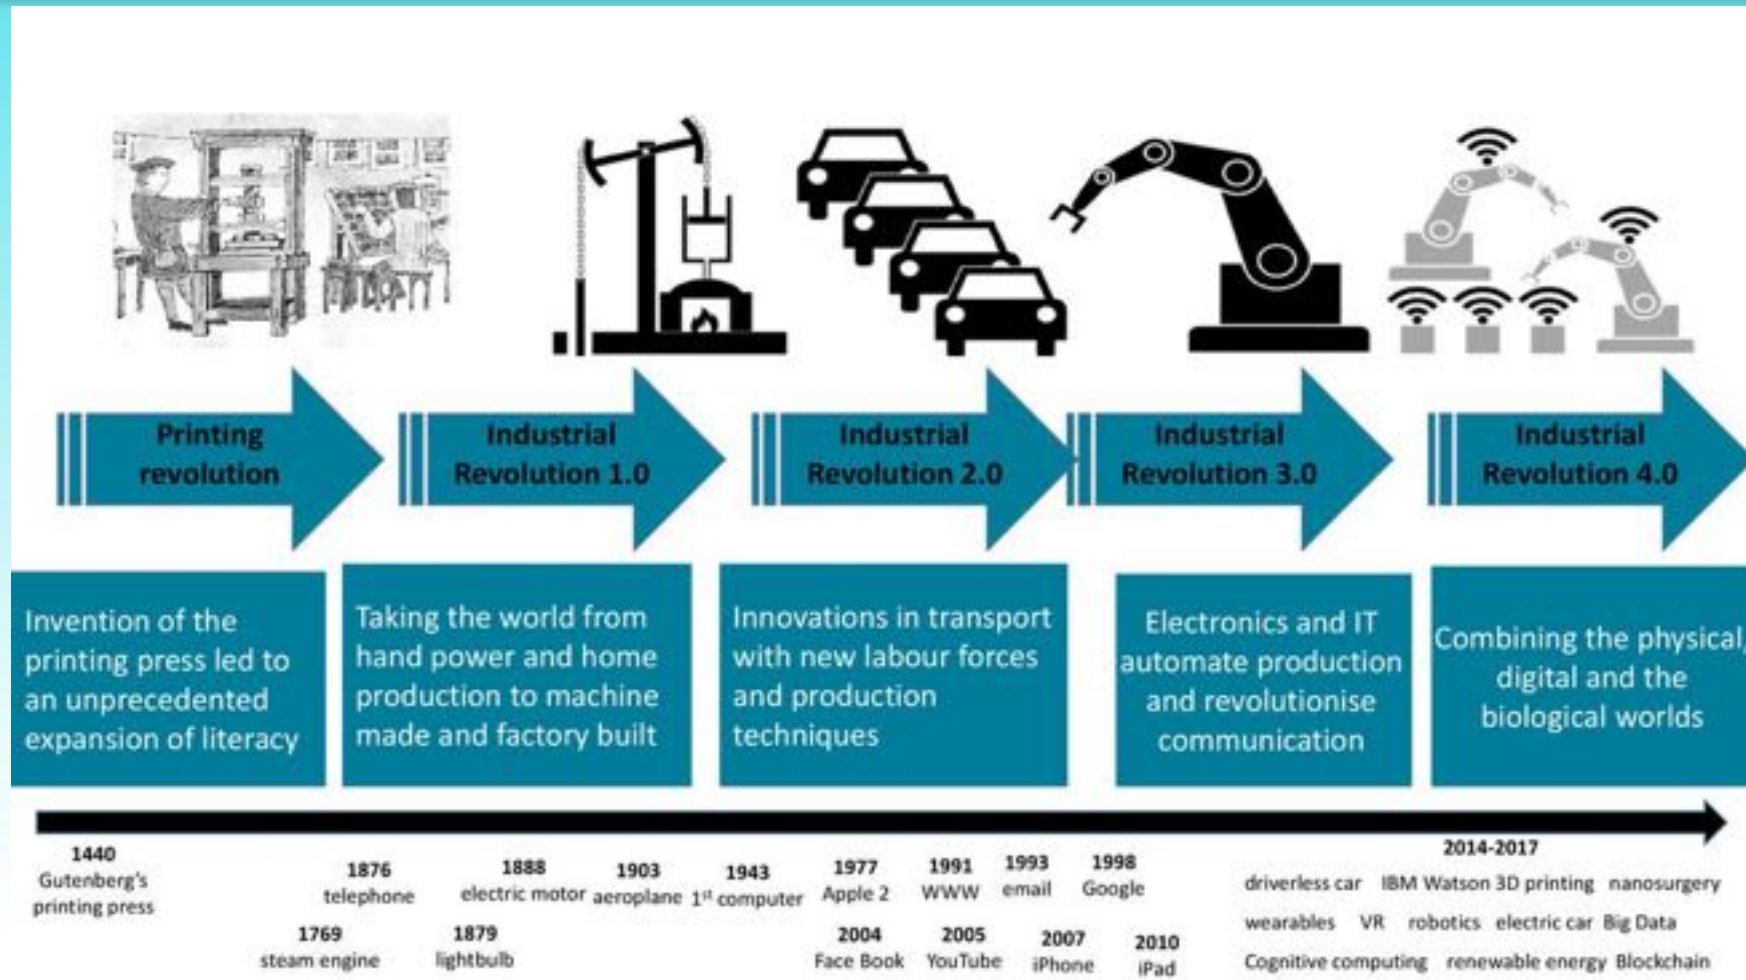 Printing
revolution
Industrial
Revolution 1.0
Industrial
Revolution 2.0
Industrial
Revolution 3.0
Industrial
Revolution 4.0
Invention of the
printing press led to
an unprecedented
expansion of literacy
Taking the world from
hand power and home
production to machine
made and factory built
Innovations in transport
with new labour forces
and production
techniques
Electronics and IT
automate production
and revolutionise
communication
Combining the physical,
digital and the
biological worlds
1440
Gutenberg's
printing press
1876
telephone
1888
electric motor
1903
aeroplane
1943
1st computer
1977
Apple 2
1991
WWW
1993
email
1998
Google
1769
steam engine
1879
lightbulb
2004
Face Book
2005
YouTube
2007
iPhone
2010
iPad
2014-2017
driverless car IBM Watson 3D printing nanosurgery
wearables VR robotics electric car Big Data
Cognitive computing renewable energy Blockchain